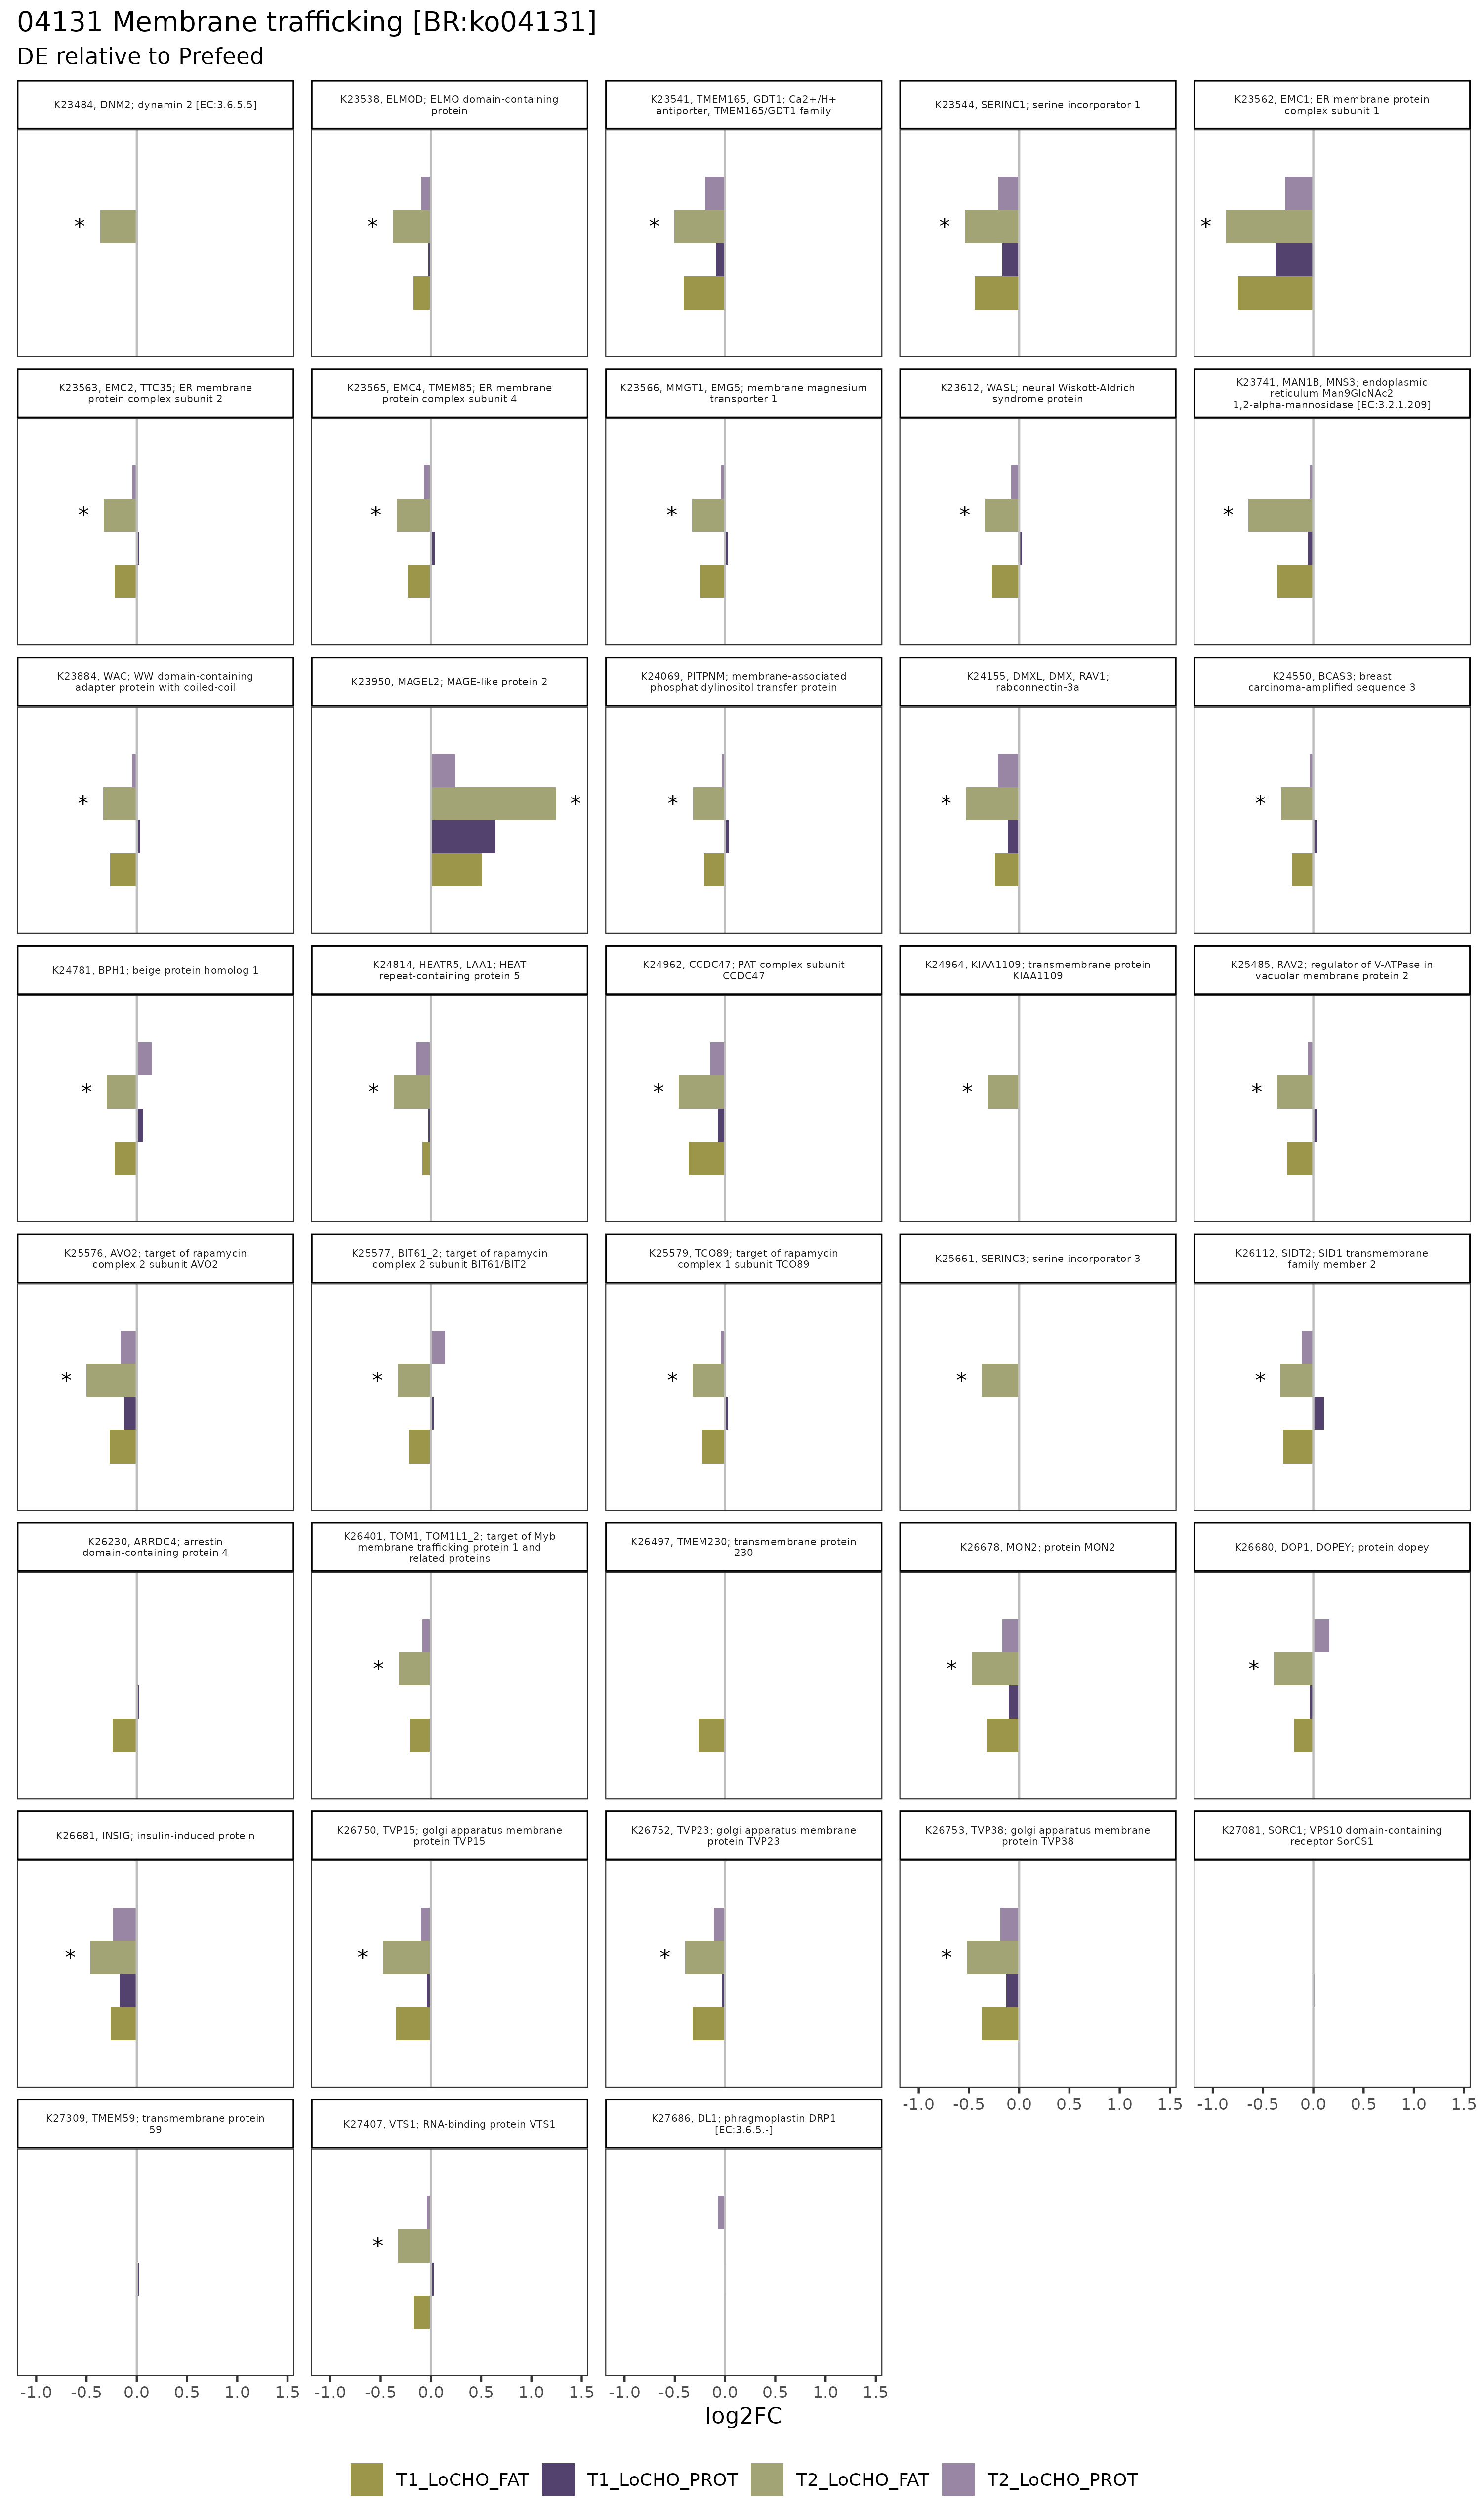 04131 Membrane trafficking [BR:ko04131]
DE relative to Prefeed
K23484, DNM2; dynamin 2 [EC:3.6.5.5]
K23538, ELMOD; ELMO domain-containing
protein
K23541, TMEM165, GDT1; Ca2+/H+
antiporter, TMEM165/GDT1 family
K23544, SERINC1; serine incorporator 1
K23562, EMC1; ER membrane protein
complex subunit 1
*
*
*
*
*
K23563, EMC2, TTC35; ER membrane
protein complex subunit 2
K23565, EMC4, TMEM85; ER membrane
protein complex subunit 4
K23566, MMGT1, EMG5; membrane magnesium
transporter 1
K23612, WASL; neural Wiskott-Aldrich
syndrome protein
K23741, MAN1B, MNS3; endoplasmic
reticulum Man9GlcNAc2
1,2-alpha-mannosidase [EC:3.2.1.209]
*
*
*
*
*
K23884, WAC; WW domain-containing
adapter protein with coiled-coil
K23950, MAGEL2; MAGE-like protein 2
K24069, PITPNM; membrane-associated
phosphatidylinositol transfer protein
K24155, DMXL, DMX, RAV1;
rabconnectin-3a
K24550, BCAS3; breast
carcinoma-amplified sequence 3
*
*
*
*
*
K24781, BPH1; beige protein homolog 1
K24814, HEATR5, LAA1; HEAT
repeat-containing protein 5
K24962, CCDC47; PAT complex subunit
CCDC47
K24964, KIAA1109; transmembrane protein
KIAA1109
K25485, RAV2; regulator of V-ATPase in
vacuolar membrane protein 2
*
*
*
*
*
K25576, AVO2; target of rapamycin
complex 2 subunit AVO2
K25577, BIT61_2; target of rapamycin
complex 2 subunit BIT61/BIT2
K25579, TCO89; target of rapamycin
complex 1 subunit TCO89
K25661, SERINC3; serine incorporator 3
K26112, SIDT2; SID1 transmembrane
family member 2
*
*
*
*
*
K26230, ARRDC4; arrestin
domain-containing protein 4
K26401, TOM1, TOM1L1_2; target of Myb
membrane trafficking protein 1 and
related proteins
K26497, TMEM230; transmembrane protein
230
K26678, MON2; protein MON2
K26680, DOP1, DOPEY; protein dopey
*
*
*
K26681, INSIG; insulin-induced protein
K26750, TVP15; golgi apparatus membrane
protein TVP15
K26752, TVP23; golgi apparatus membrane
protein TVP23
K26753, TVP38; golgi apparatus membrane
protein TVP38
K27081, SORC1; VPS10 domain-containing
receptor SorCS1
*
*
*
*
-1.0 -0.5 0.0 0.5 1.0 1.5
-1.0 -0.5 0.0 0.5 1.0 1.5
K27309, TMEM59; transmembrane protein
59
K27407, VTS1; RNA-binding protein VTS1
K27686, DL1; phragmoplastin DRP1
[EC:3.6.5.-]
*
-1.0 -0.5 0.0 0.5 1.0 1.5
-1.0 -0.5 0.0 0.5 1.0 1.5
-1.0 -0.5 0.0 0.5 1.0 1.5
log2FC
T1_LoCHO_FAT T1_LoCHO_PROT T2_LoCHO_FAT T2_LoCHO_PROT